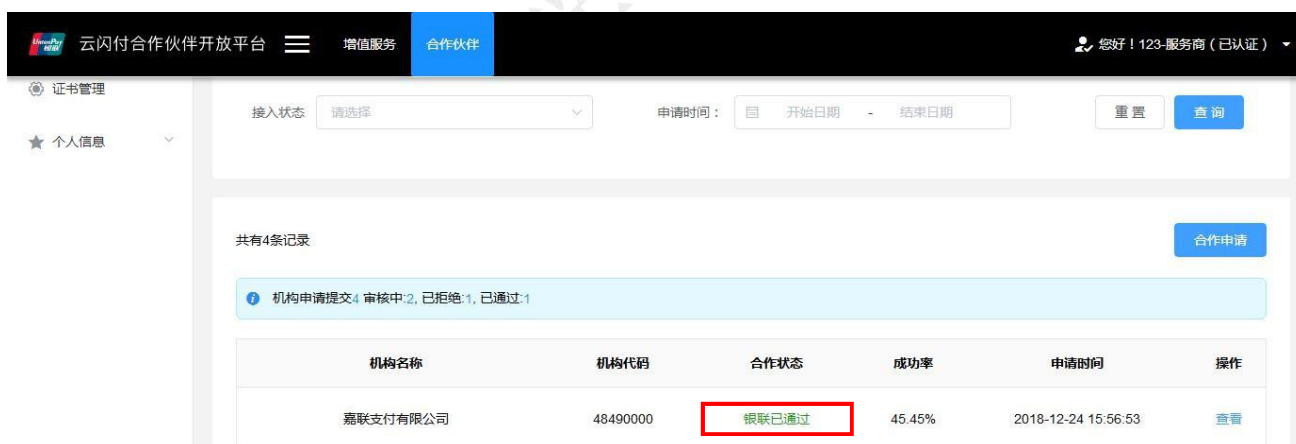 UnionPay 银联 云闪付合作伙伴开放平台 增值服务 合作伙伴 您好！123-服务商（已认证）
证书管理
接入状态 请选择 申请时间： 开始日期 - 结束日期 重置 查询
个人信息
共有4条记录 合作申请
机构申请提交4 审核中:2, 已拒绝:1, 已通过:1
机构名称 机构代码 合作状态 成功率 申请时间 操作
嘉联支付有限公司 48490000 银联已通过 45.45% 2018-12-24 15:56:53 查看